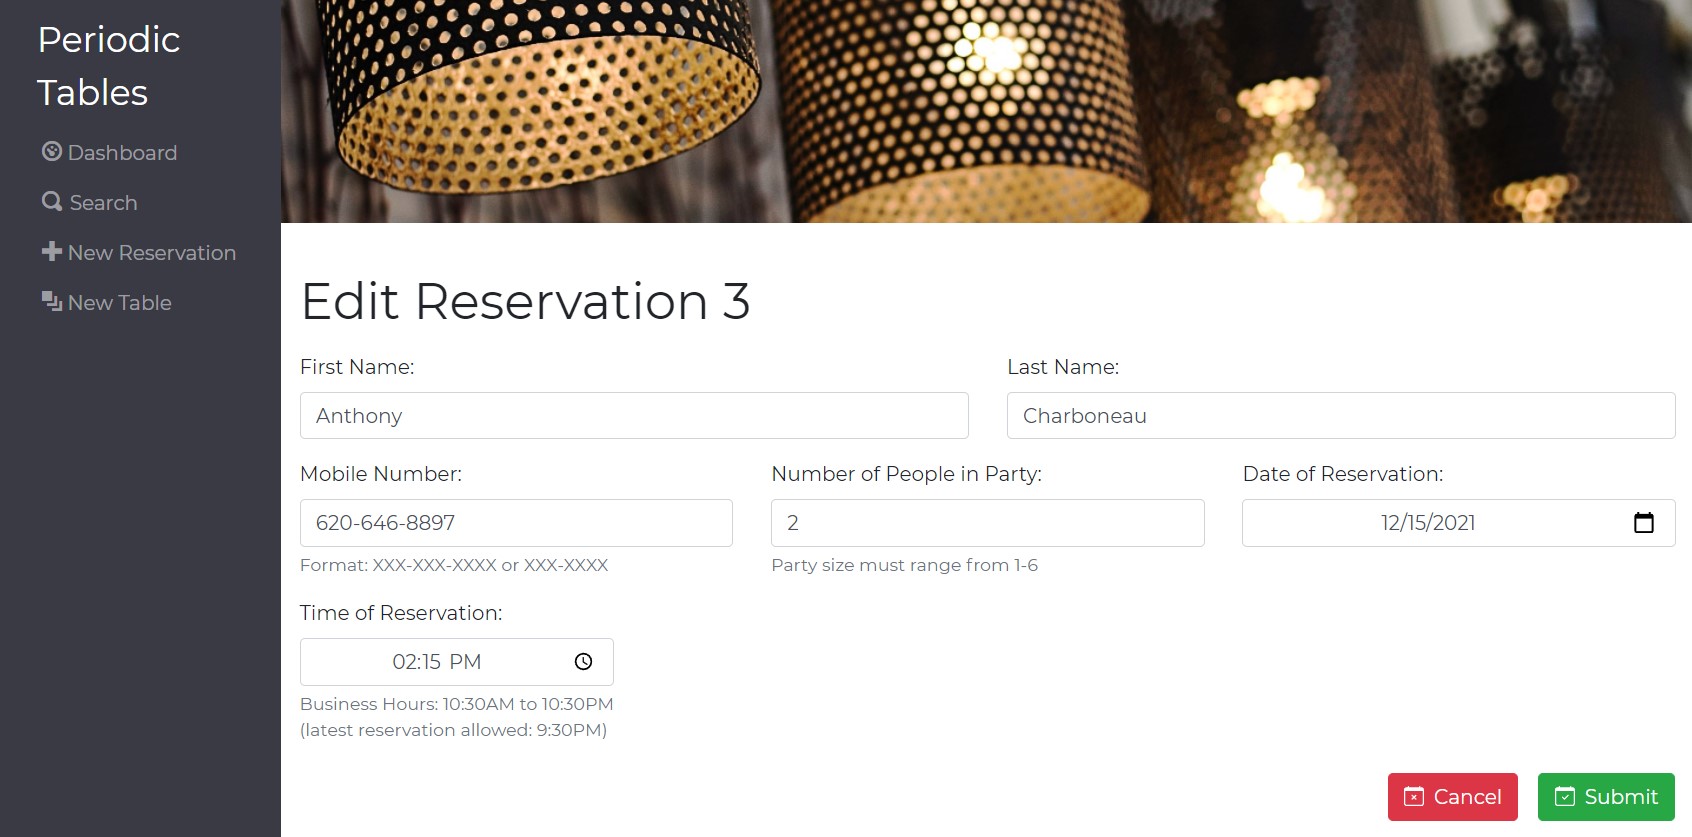 Periodic
Tables
Dashboard
Search
New Reservation
New Table
Edit Reservation 3
First Name:
Last Name:
Anthony
Charboneau
Mobile Number:
Number of People in Party:
Date of Reservation:
620-646-8897
2
12/15/2021
Format: XXX-XXX-XXXX or XXX-XXXX
Party size must range from 1-6
Time of Reservation:
02:15 PM
Business Hours: 10:30AM to 10:30PM
(latest reservation allowed: 9:30PM)
Cancel
Submit